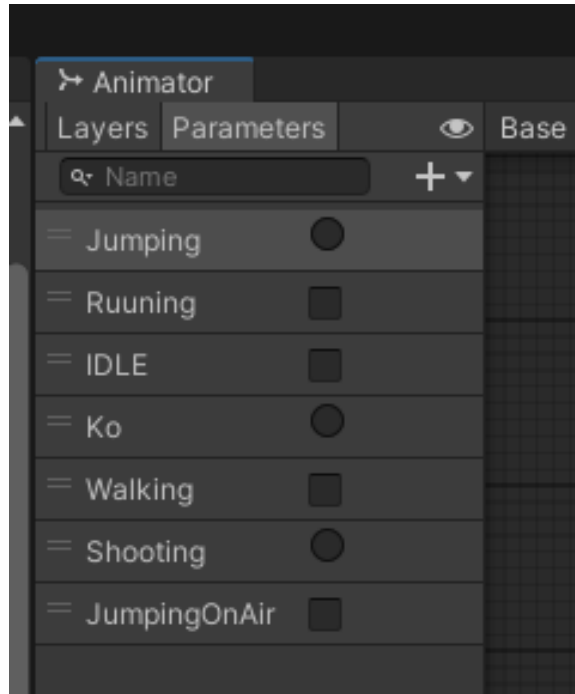 Animator
Layers Parameters Base
Name
Jumping
Ruuning
IDLE
Ko
Walking
Shooting
JumpingOnAir